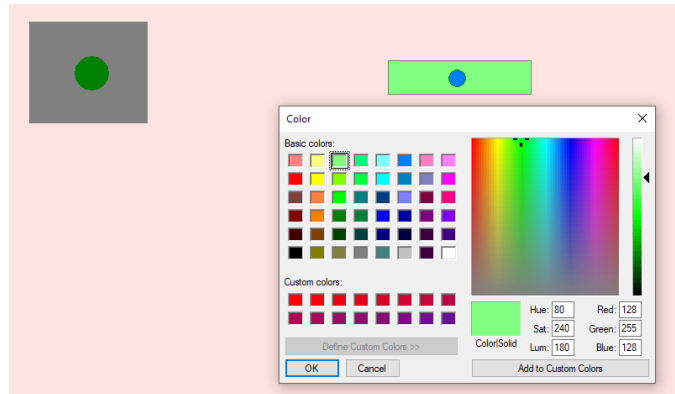 Color
Basic colors:
Custom colors:
Define Custom Colors >>
OK
Cancel
Color|Solid
Hue: 80
Sat: 240
Lum: 180
Red: 128
Green: 255
Blue: 128
Add to Custom Colors